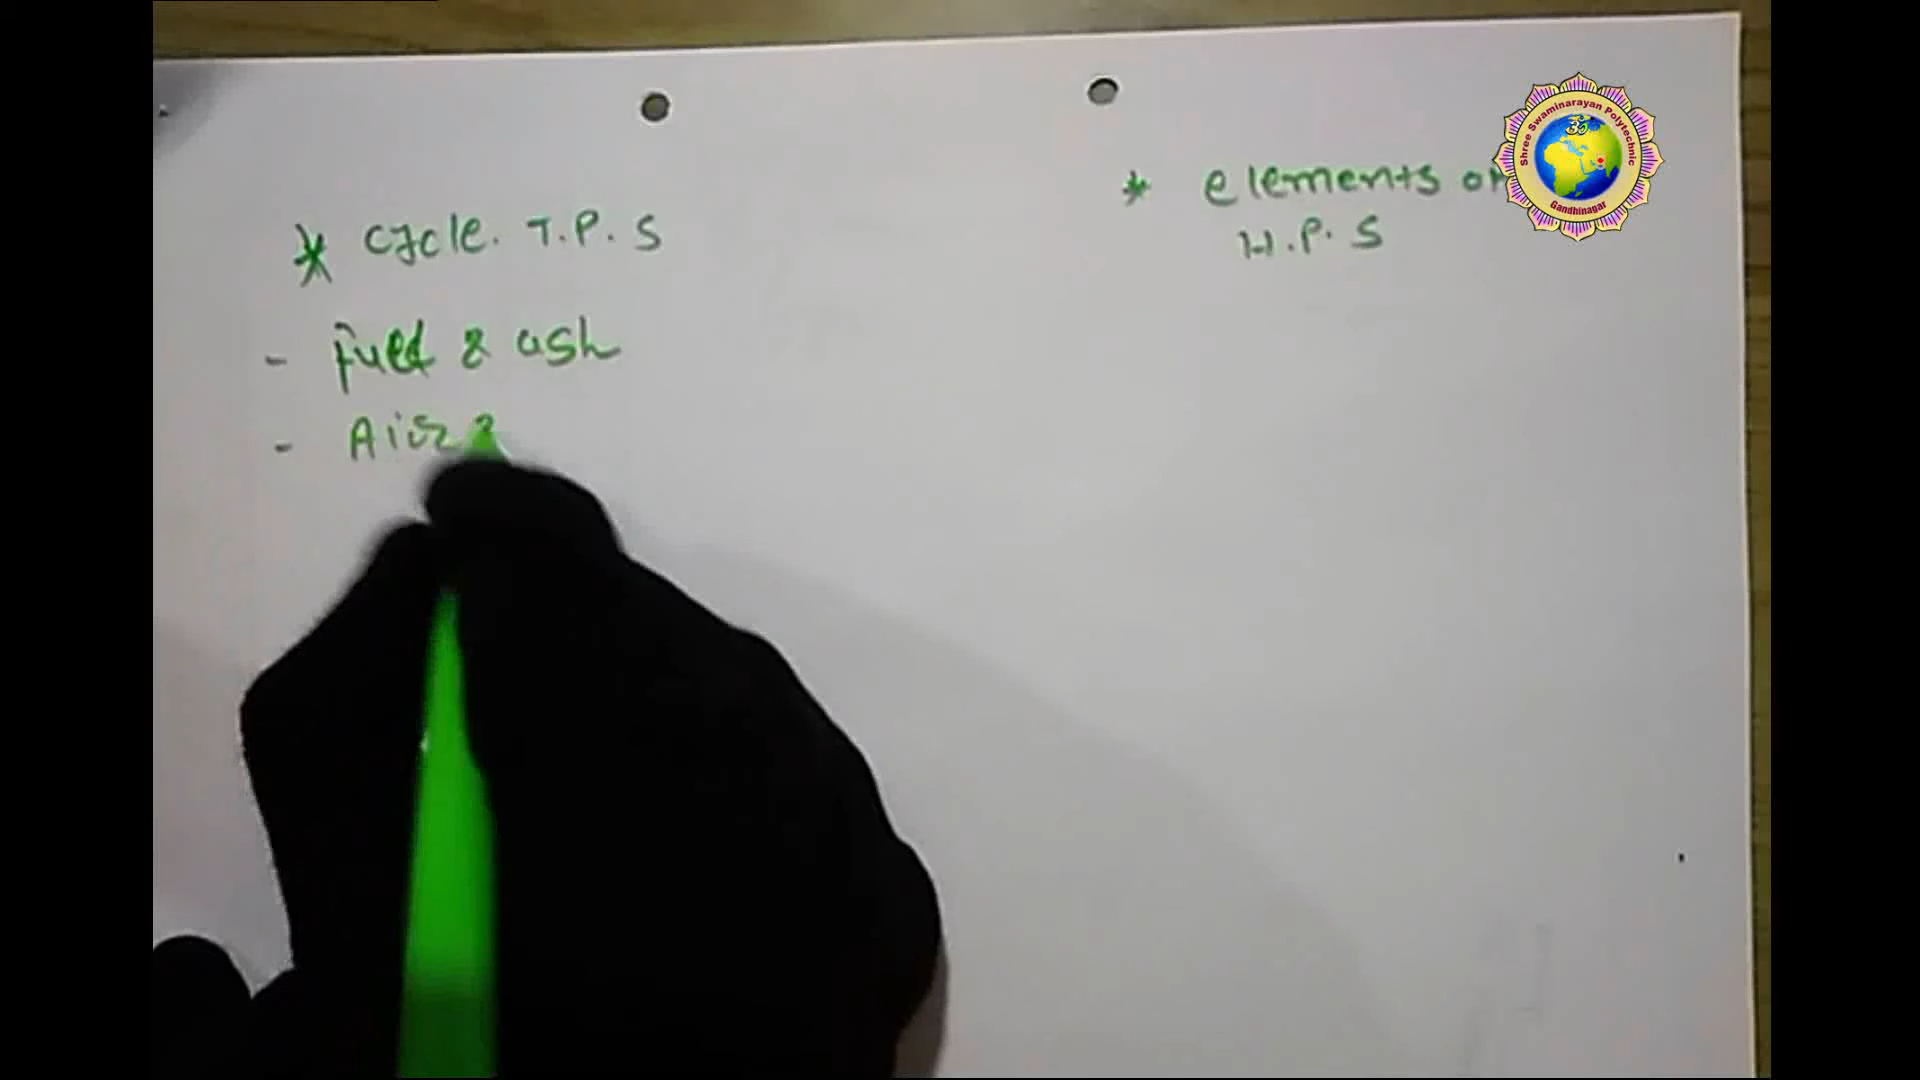 * cycle. T.P.S
- fuel & ash
- Air &
* elements of
H.P.S
Shree Swaminarayan Polytechnic
Gandhinagar
ॐ